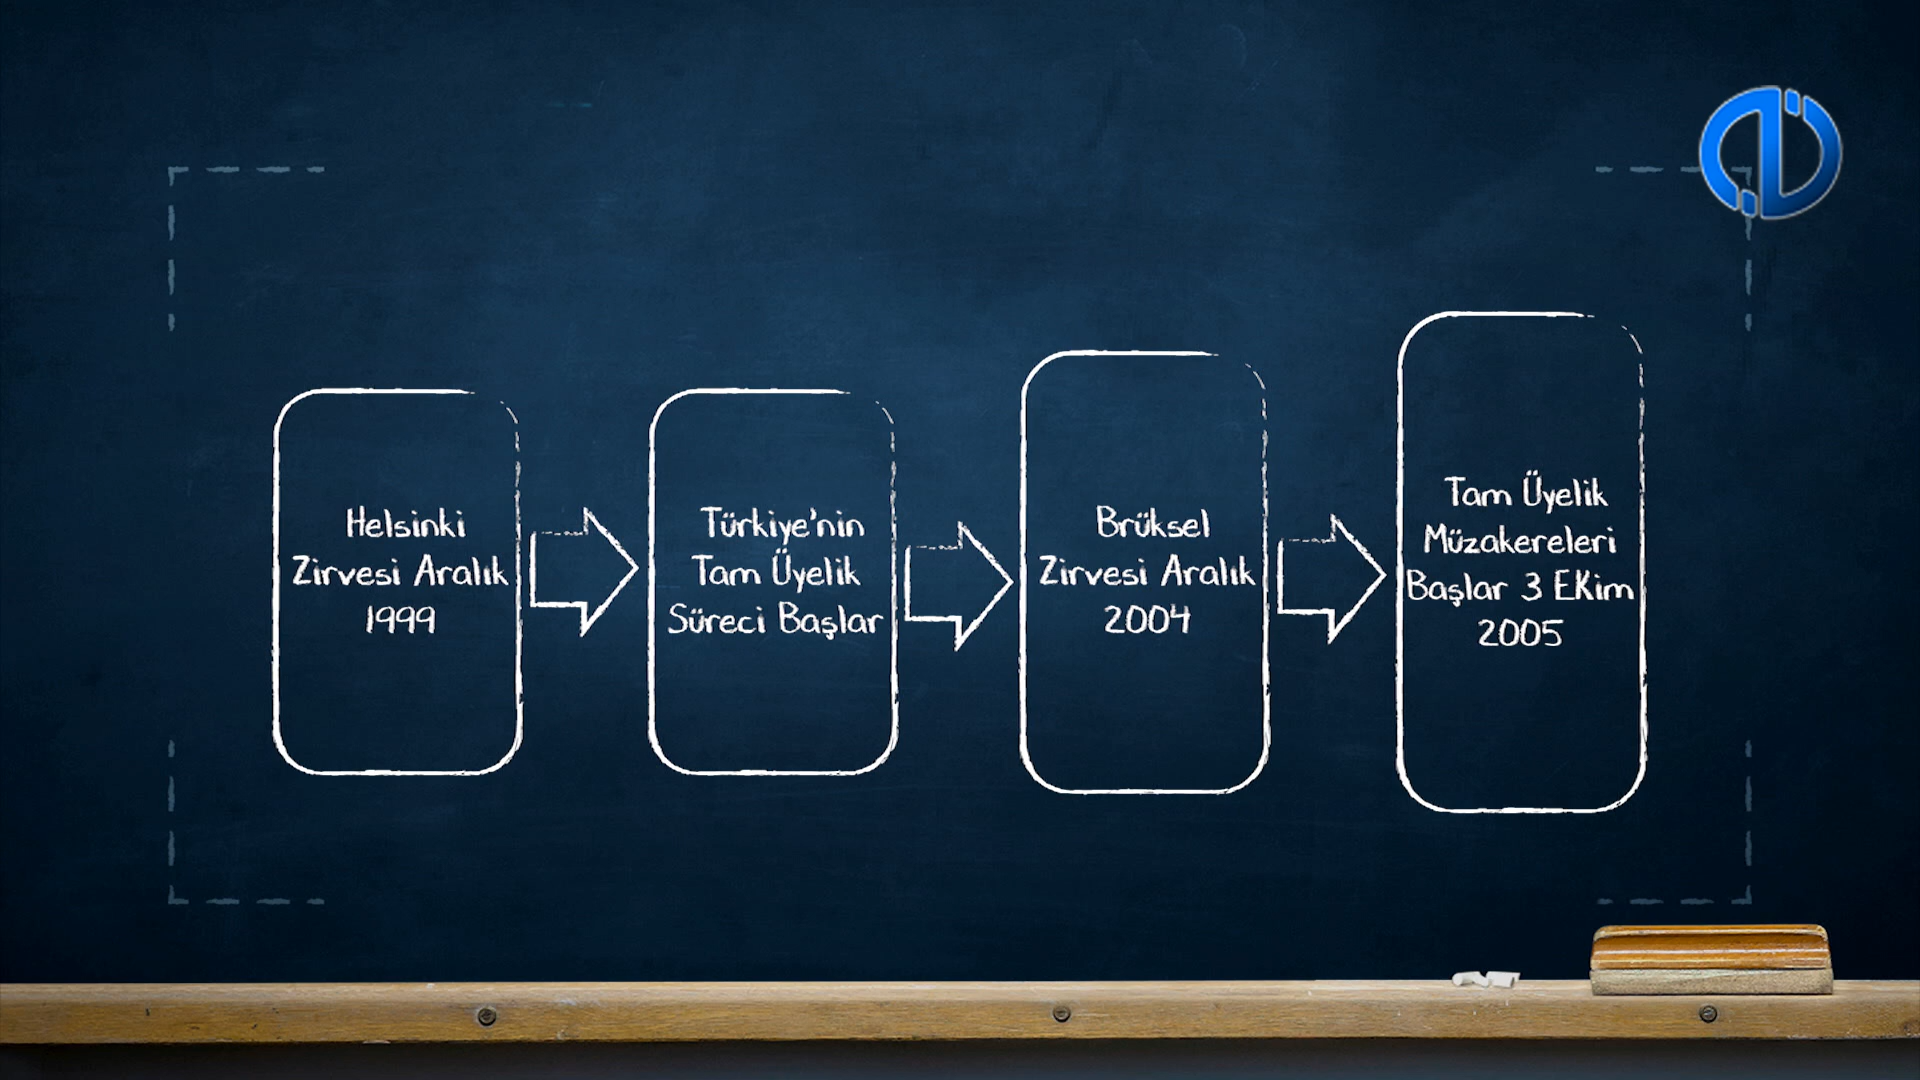 Helsinki
Zirvesi Aralık
1999
Türkiye'nin
Tam Üyelik
Süreci Başlar
Brüksel
Zirvesi Aralık
2004
Tam Üyelik
Müzakereleri
Başlar 3 EKim
2005